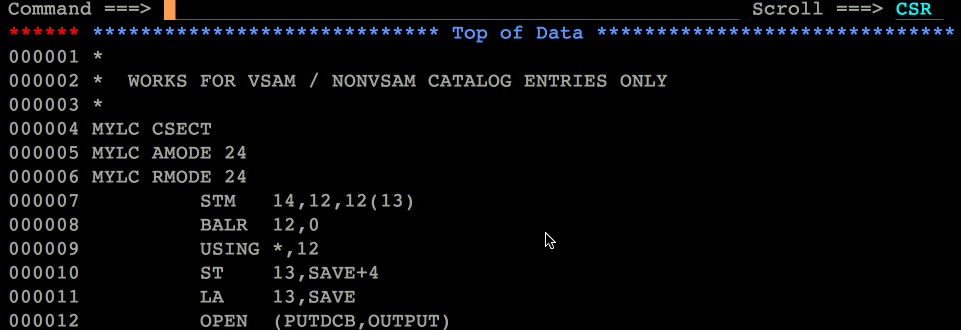 Command ===> Scroll ===> CSR
****** ***************************** Top of Data ******************************
000001 *
000002 *  WORKS FOR VSAM / NONVSAM CATALOG ENTRIES ONLY
000003 *
000004 MYLC CSECT
000005 MYLC AMODE 24
000006 MYLC RMODE 24
000007          STM   14,12,12(13)
000008          BALR  12,0
000009          USING *,12
000010          ST    13,SAVE+4
000011          LA    13,SAVE
000012          OPEN  (PUTDCB,OUTPUT)